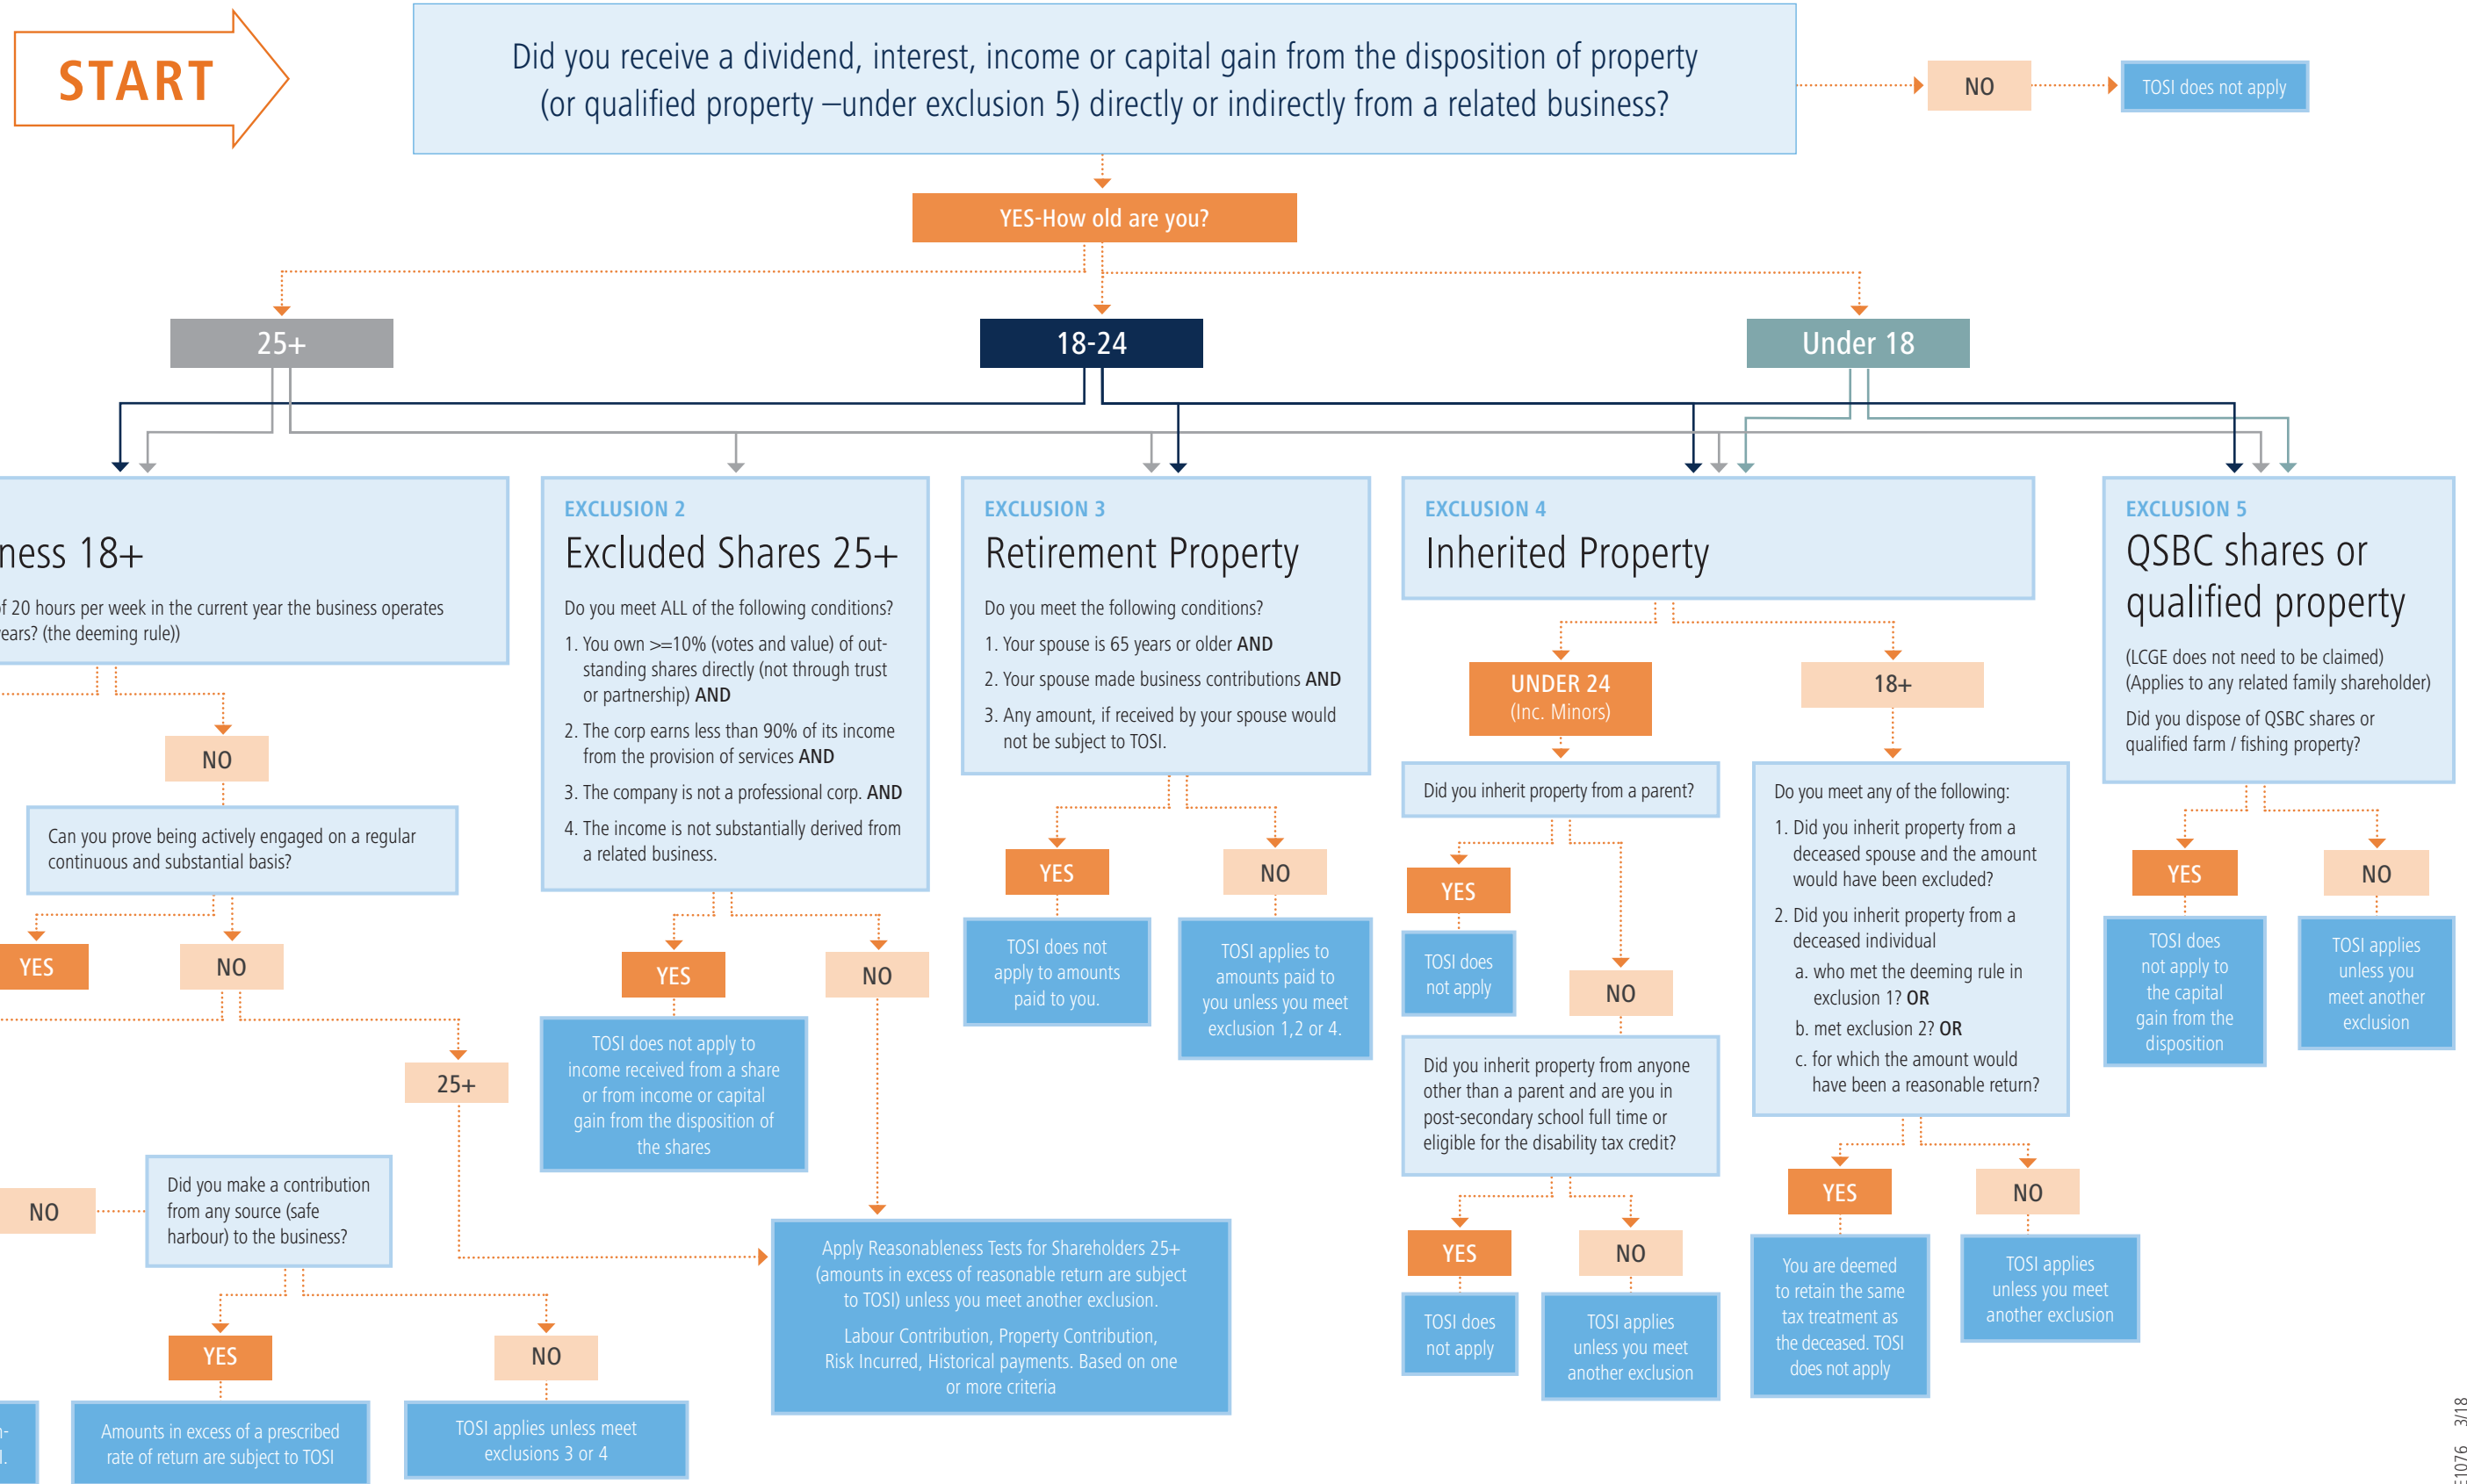 START
Did you receive a dividend, interest, income or capital gain from the disposition of property
(or qualified property –under exclusion 5) directly or indirectly from a related business?
NO
TOSI does not apply
YES-How old are you?
25+
18-24
Under 18
ness 18+
of 20 hours per week in the current year the business operates
years? (the deeming rule))
NO
Can you prove being actively engaged on a regular
continuous and substantial basis?
YES
NO
25+
Did you make a contribution
from any source (safe
harbour) to the business?
NO
YES
NO
n-
I.
Amounts in excess of a prescribed
rate of return are subject to TOSI
TOSI applies unless meet
exclusions 3 or 4
EXCLUSION 2
Excluded Shares 25+
Do you meet ALL of the following conditions?
1. You own >=10% (votes and value) of out-
standing shares directly (not through trust
or partnership) AND
2. The corp earns less than 90% of its income
from the provision of services AND
3. The company is not a professional corp. AND
4. The income is not substantially derived from
a related business.
YES
NO
TOSI does not apply to
income received from a share
or from income or capital
gain from the disposition of
the shares
Apply Reasonableness Tests for Shareholders 25+
(amounts in excess of reasonable return are subject
to TOSI) unless you meet another exclusion.
Labour Contribution, Property Contribution,
Risk Incurred, Historical payments. Based on one
or more criteria
EXCLUSION 3
Retirement Property
Do you meet the following conditions?
1. Your spouse is 65 years or older AND
2. Your spouse made business contributions AND
3. Any amount, if received by your spouse would
not be subject to TOSI.
YES
NO
TOSI does not
apply to amounts
paid to you.
TOSI applies to
amounts paid to
you unless you meet
exclusion 1,2 or 4.
EXCLUSION 4
Inherited Property
UNDER 24
(Inc. Minors)
18+
Did you inherit property from a parent?
YES
NO
TOSI does
not apply
Did you inherit property from anyone
other than a parent and are you in
post-secondary school full time or
eligible for the disability tax credit?
YES
NO
TOSI does
not apply
TOSI applies
unless you meet
another exclusion
Do you meet any of the following:
1. Did you inherit property from a
deceased spouse and the amount
would have been excluded?
2. Did you inherit property from a
deceased individual
a. who met the deeming rule in
exclusion 1? OR
b. met exclusion 2? OR
c. for which the amount would
have been a reasonable return?
YES
NO
You are deemed
to retain the same
tax treatment as
the deceased. TOSI
does not apply
TOSI applies
unless you meet
another exclusion
EXCLUSION 5
QSBC shares or
qualified property
(LCGE does not need to be claimed)
(Applies to any related family shareholder)
Did you dispose of QSBC shares or
qualified farm / fishing property?
YES
NO
TOSI does
not apply to
the capital
gain from the
disposition
TOSI applies
unless you
meet another
exclusion
E1076 3/18